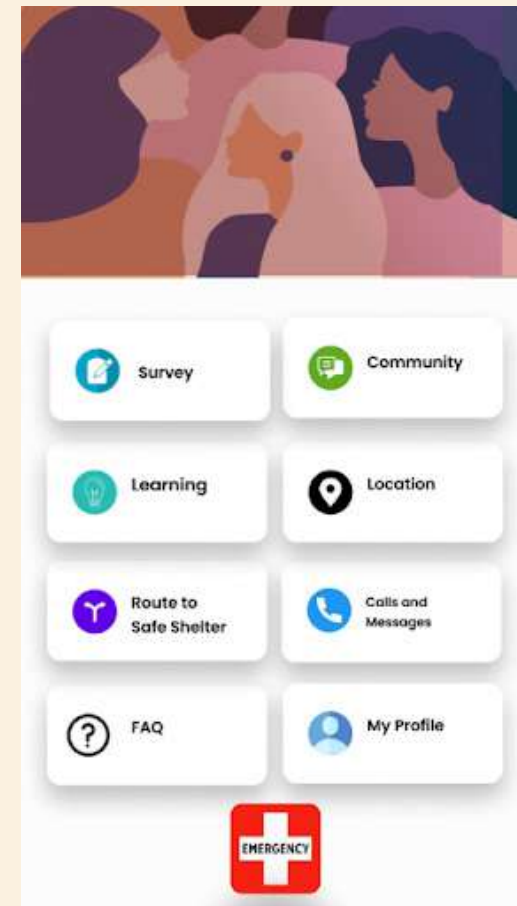 Survey
Community
Learning
Location
Route to
Safe Shelter
Calls and
Messages
FAQ
My Profile
EMERGENCY